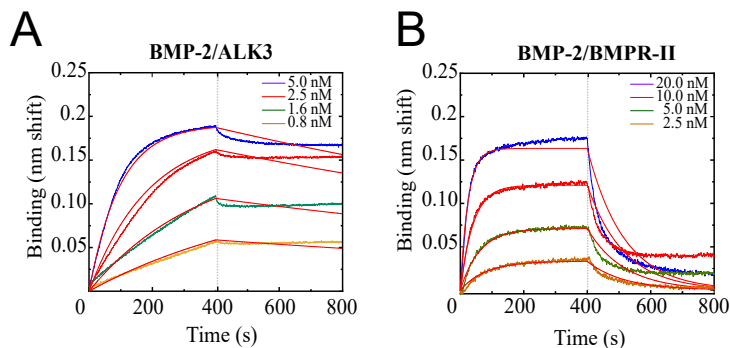 A
BMP-2/ALK3
Binding (nm shift)
0.25
0.2
0.15
0.10
0.05
0
200
400
600
800
Time (s)
5.0 nM
2.5 nM
1.6 nM
0.8 nM
B
BMP-2/BMPR-II
Binding (nm shift)
0.25
0.2
0.15
0.10
0.05
0
200
400
600
800
Time (s)
20.0 nM
10.0 nM
5.0 nM
2.5 nM